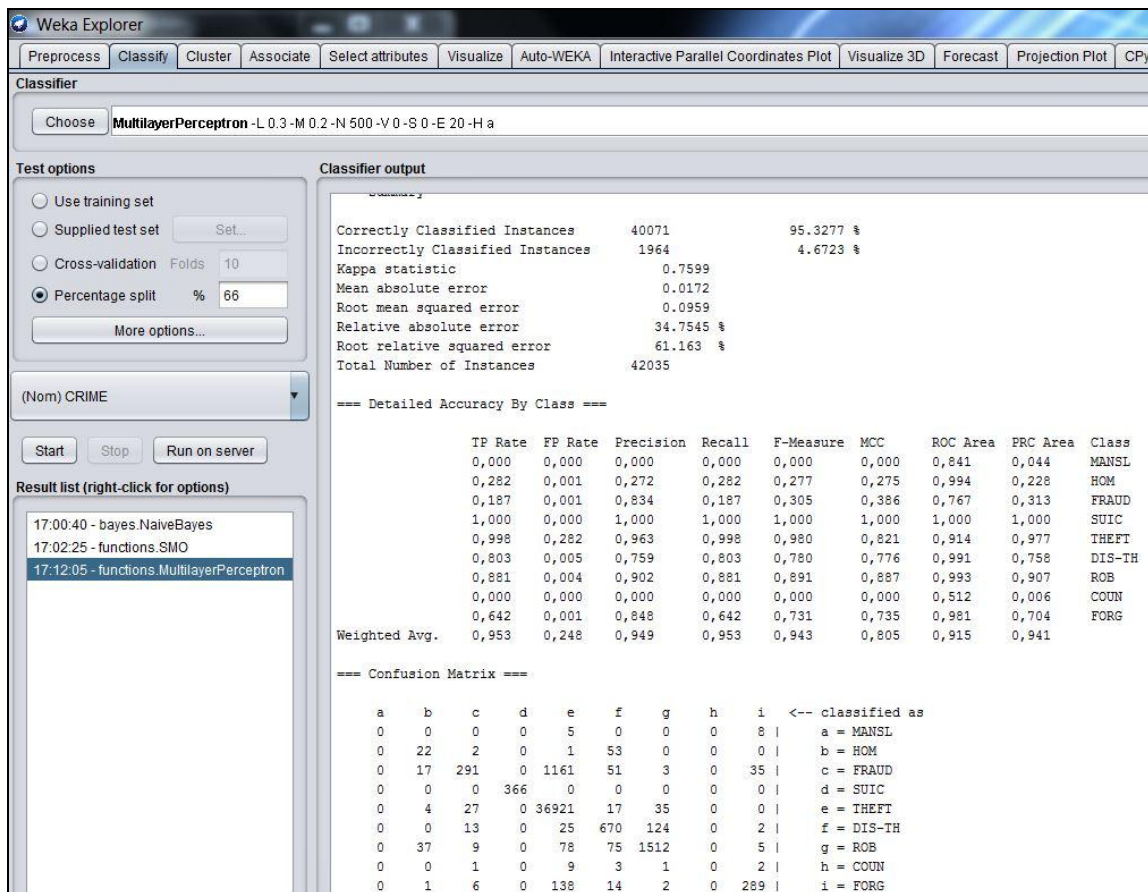 Weka Explorer
Preprocess Classify Cluster Associate Select attributes Visualize Auto-WEKA Interactive Parallel Coordinates Plot Visualize 3D Forecast Projection Plot CPy
Classifier
Choose MultilayerPerceptron -L 0.3 -M 0.2 -N 500 -V 0 -S 0 -E 20 -H a
Test options
Use training set
Supplied test set Set...
Cross-validation Folds 10
Percentage split % 66
More options...
(Nom) CRIME
Start Stop Run on server
Result list (right-click for options)
17:00:40 - bayes.NaiveBayes
17:02:25 - functions.SMO
17:12:05 - functions.MultilayerPerceptron
Classifier output
Summary
Correctly Classified Instances 40071 95.3277 %
Incorrectly Classified Instances 1964 4.6723 %
Kappa statistic 0.7599
Mean absolute error 0.0172
Root mean squared error 0.0959
Relative absolute error 34.7545 %
Root relative squared error 61.163 %
Total Number of Instances 42035
=== Detailed Accuracy By Class ===
TP Rate FP Rate Precision Recall F-Measure MCC ROC Area PRC Area Class
0,000 0,000 0,000 0,000 0,000 0,000 0,841 0,044 MANSL
0,282 0,001 0,272 0,282 0,277 0,275 0,994 0,228 HOM
0,187 0,001 0,834 0,187 0,305 0,386 0,767 0,313 FRAUD
1,000 0,000 1,000 1,000 1,000 1,000 1,000 1,000 SUIC
0,998 0,282 0,963 0,998 0,980 0,821 0,914 0,977 THEFT
0,803 0,005 0,759 0,803 0,780 0,776 0,991 0,758 DIS-TH
0,881 0,004 0,902 0,881 0,891 0,887 0,993 0,907 ROB
0,000 0,000 0,000 0,000 0,000 0,000 0,512 0,006 COUN
0,642 0,001 0,848 0,642 0,731 0,735 0,981 0,704 FORG
Weighted Avg. 0,953 0,248 0,949 0,953 0,943 0,805 0,915 0,941
=== Confusion Matrix ===
a b c d e f g h i <-- classified as
0 0 0 0 5 0 0 0 8 | a = MANSL
0 22 2 0 1 53 0 0 0 | b = HOM
0 17 291 0 1161 51 3 0 35 | c = FRAUD
0 0 0 366 0 0 0 0 0 | d = SUIC
0 4 27 0 36921 17 35 0 0 | e = THEFT
0 0 13 0 25 670 124 0 2 | f = DIS-TH
0 37 9 0 78 75 1512 0 5 | g = ROB
0 0 1 0 9 3 1 0 2 | h = COUN
0 1 6 0 138 14 2 0 289 | i = FORG